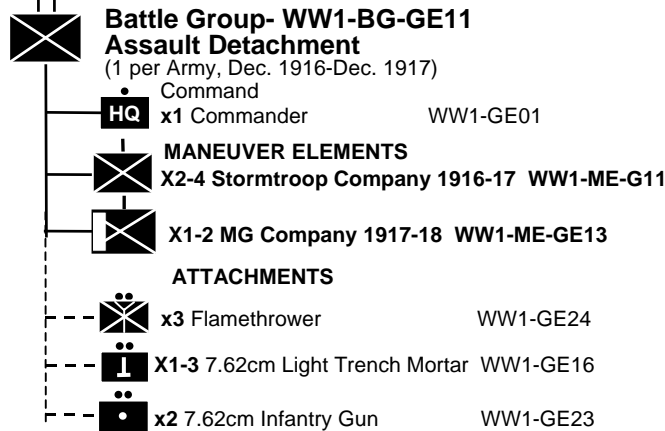 Battle Group- WW1-BG-GE11
Assault Detachment
(1 per Army, Dec. 1916-Dec. 1917)
Command
HQ x1 Commander WW1-GE01
MANEUVER ELEMENTS
X2-4 Stormtroop Company 1916-17 WW1-ME-G11
X1-2 MG Company 1917-18 WW1-ME-GE13
ATTACHMENTS
x3 Flamethrower WW1-GE24
X1-3 7.62cm Light Trench Mortar WW1-GE16
x2 7.62cm Infantry Gun WW1-GE23